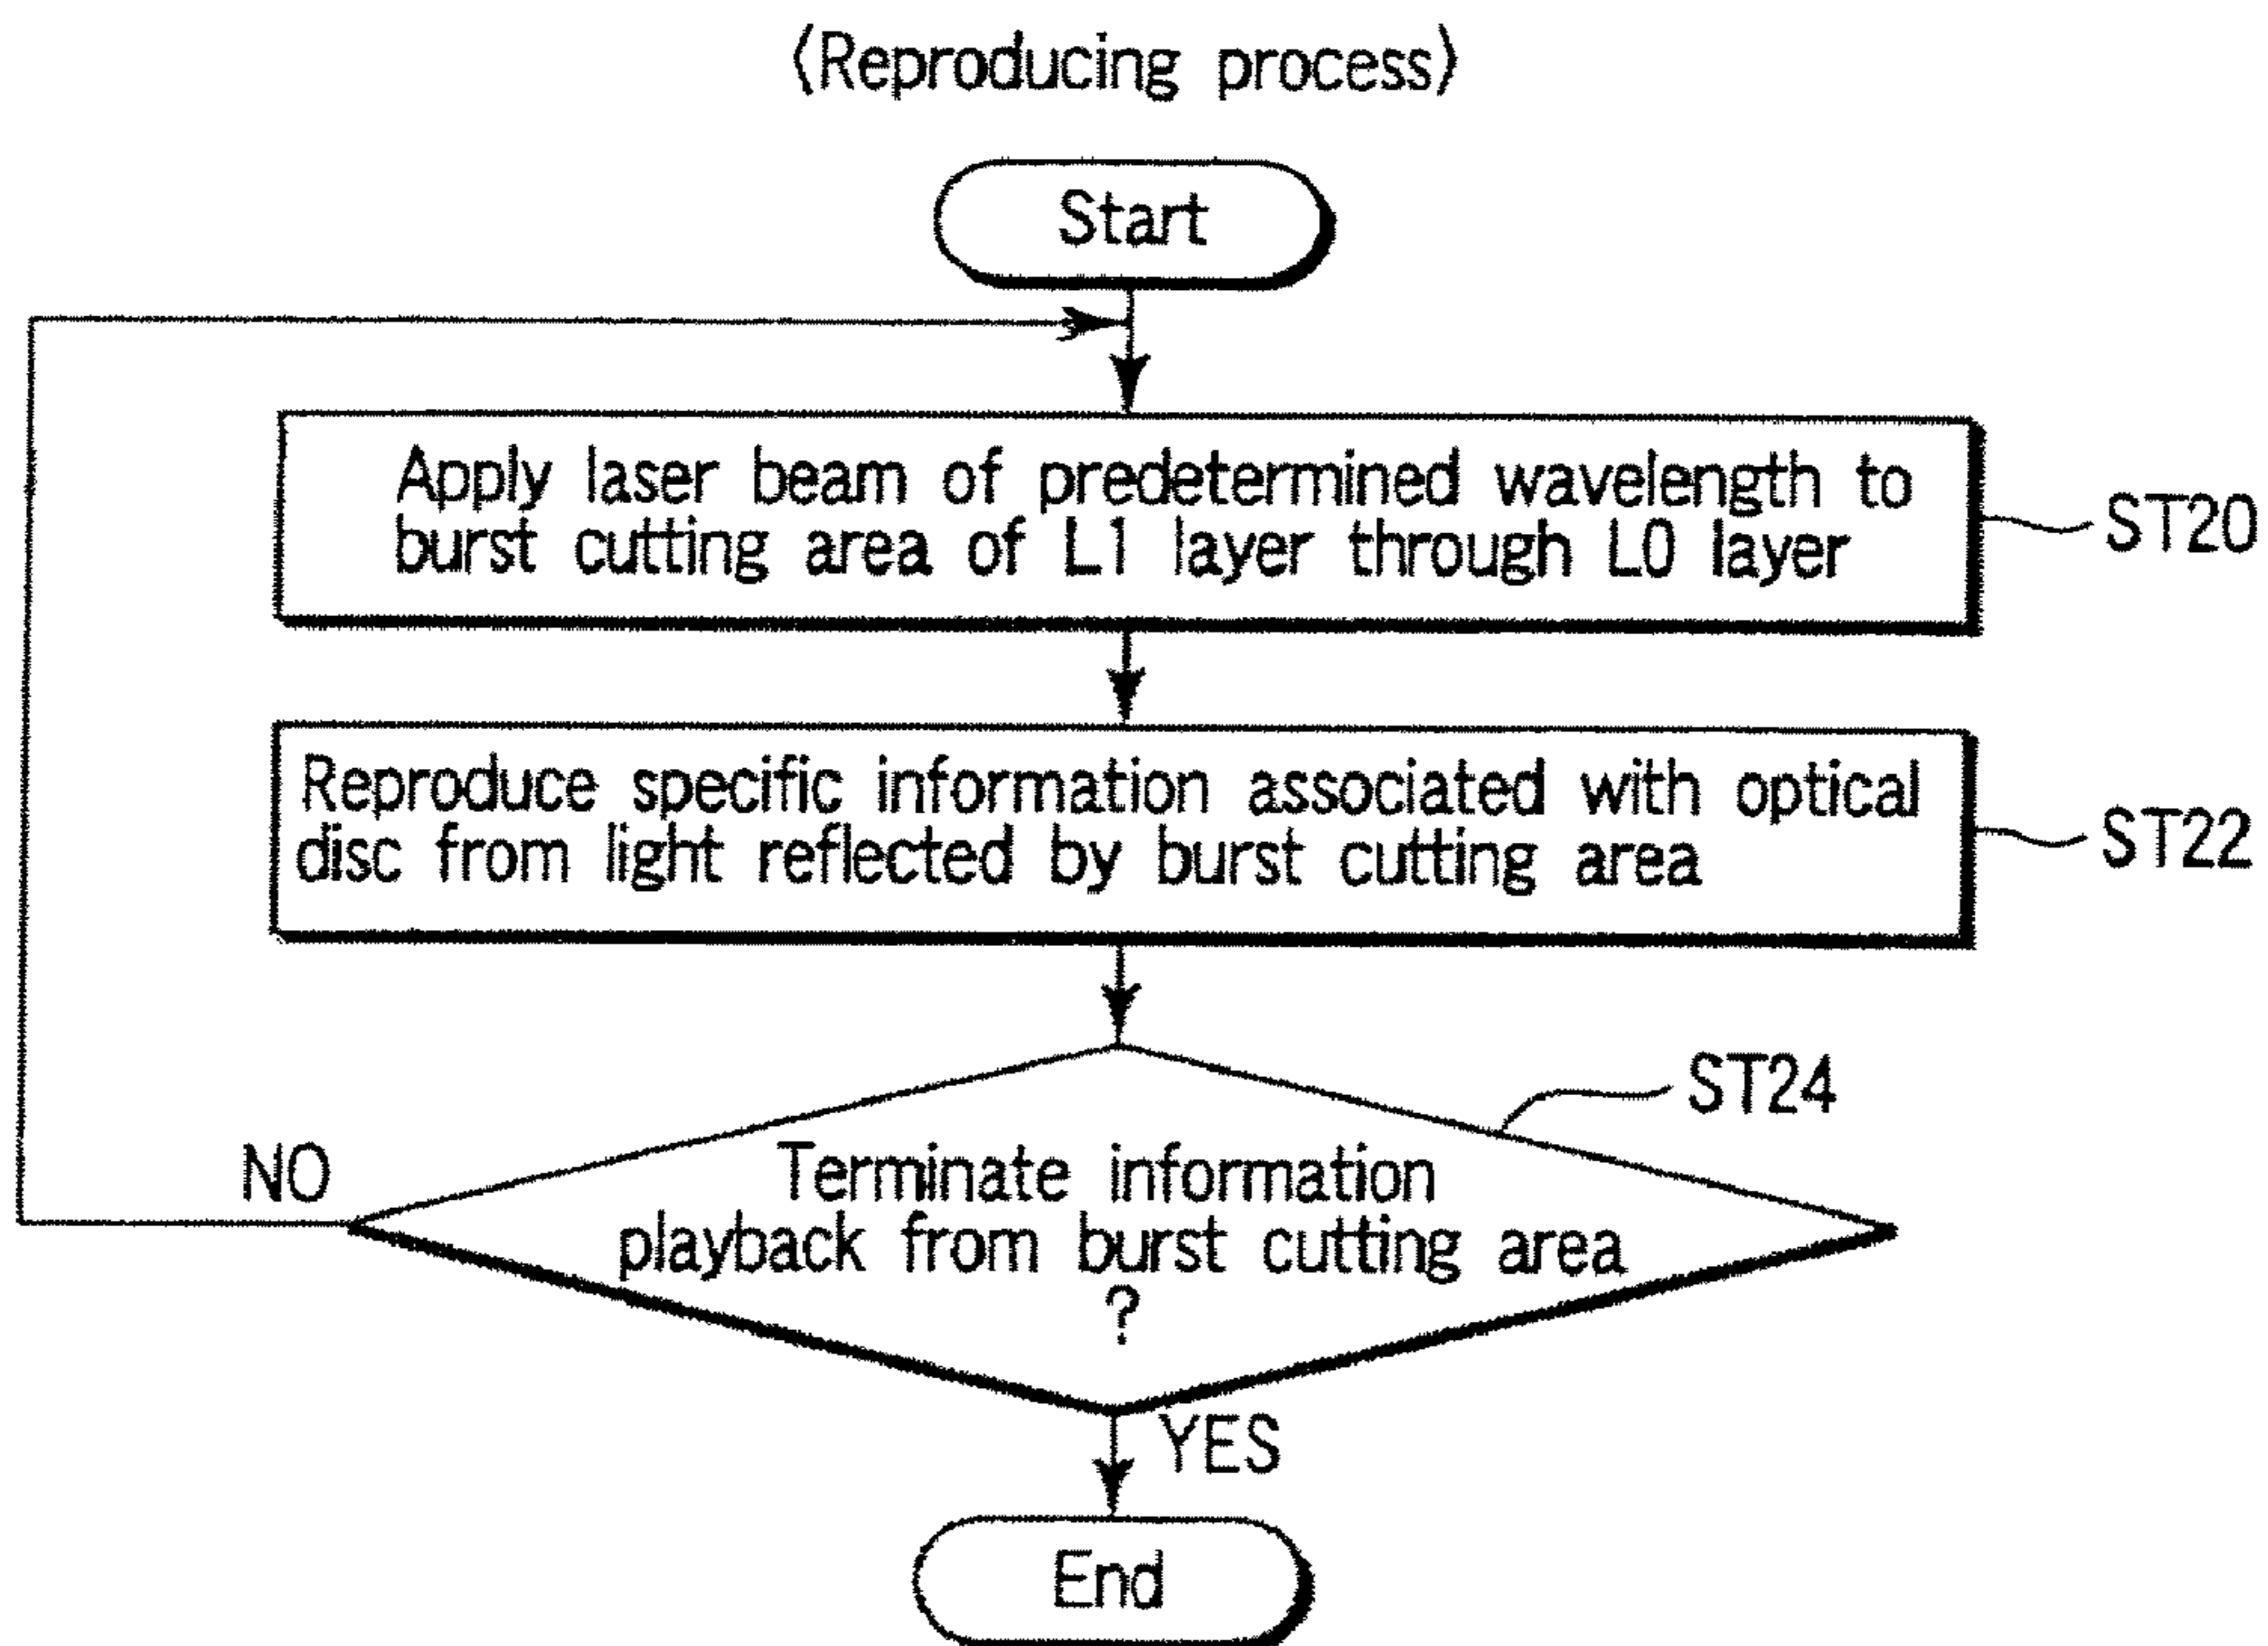 ⟨Reproducing process⟩
Start
Apply laser beam of predetermined wavelength to
burst cutting area of L1 layer through L0 layer
ST20
Reproduce specific information associated with optical
disc from light reflected by burst cutting area
ST22
ST24
NO
Terminate information
playback from burst cutting area
?
YES
End